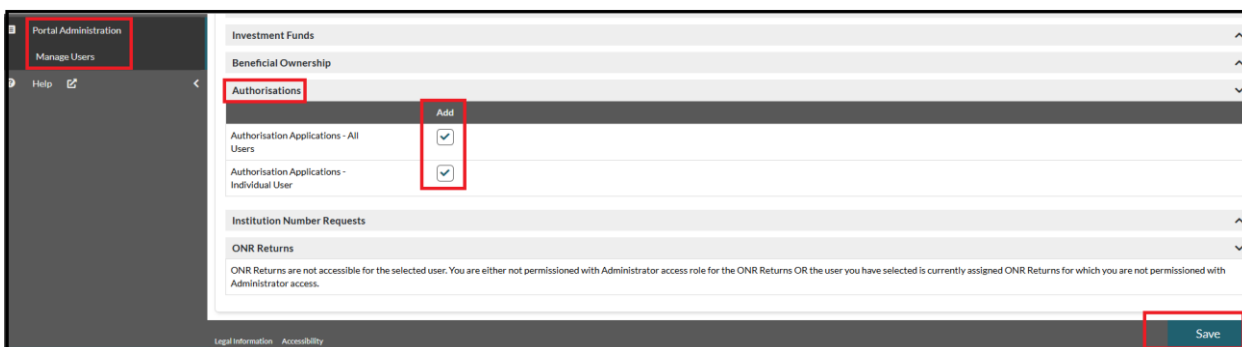 Portal Administration
Manage Users
Help
Investment Funds
Beneficial Ownership
Authorisations
Add
Authorisation Applications - All
Users
Authorisation Applications -
Individual User
Institution Number Requests
ONR Returns
ONR Returns are not accessible for the selected user. You are either not permissioned with Administrator access role for the ONR Returns OR the user you have selected is currently assigned ONR Returns for which you are not permissioned with
Administrator access.
Save
Legal Information Accessibility